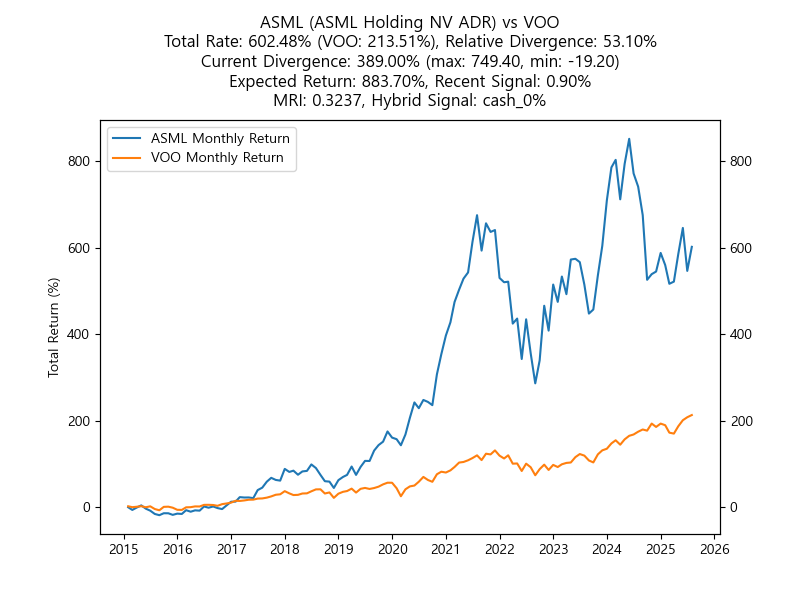 ASML (ASML Holding NV ADR) vs VOO
Total Rate: 602.48% (VOO: 213.51%), Relative Divergence: 53.10%
Current Divergence: 389.00% (max: 749.40, min: -19.20)
Expected Return: 883.70%, Recent Signal: 0.90%
MRI: 0.3237, Hybrid Signal: cash_0%
ASML Monthly Return
VOO Monthly Return
Total Return (%)
800
600
400
200
0
800
600
400
200
0
2015 2016 2017 2018 2019 2020 2021 2022 2023 2024 2025 2026